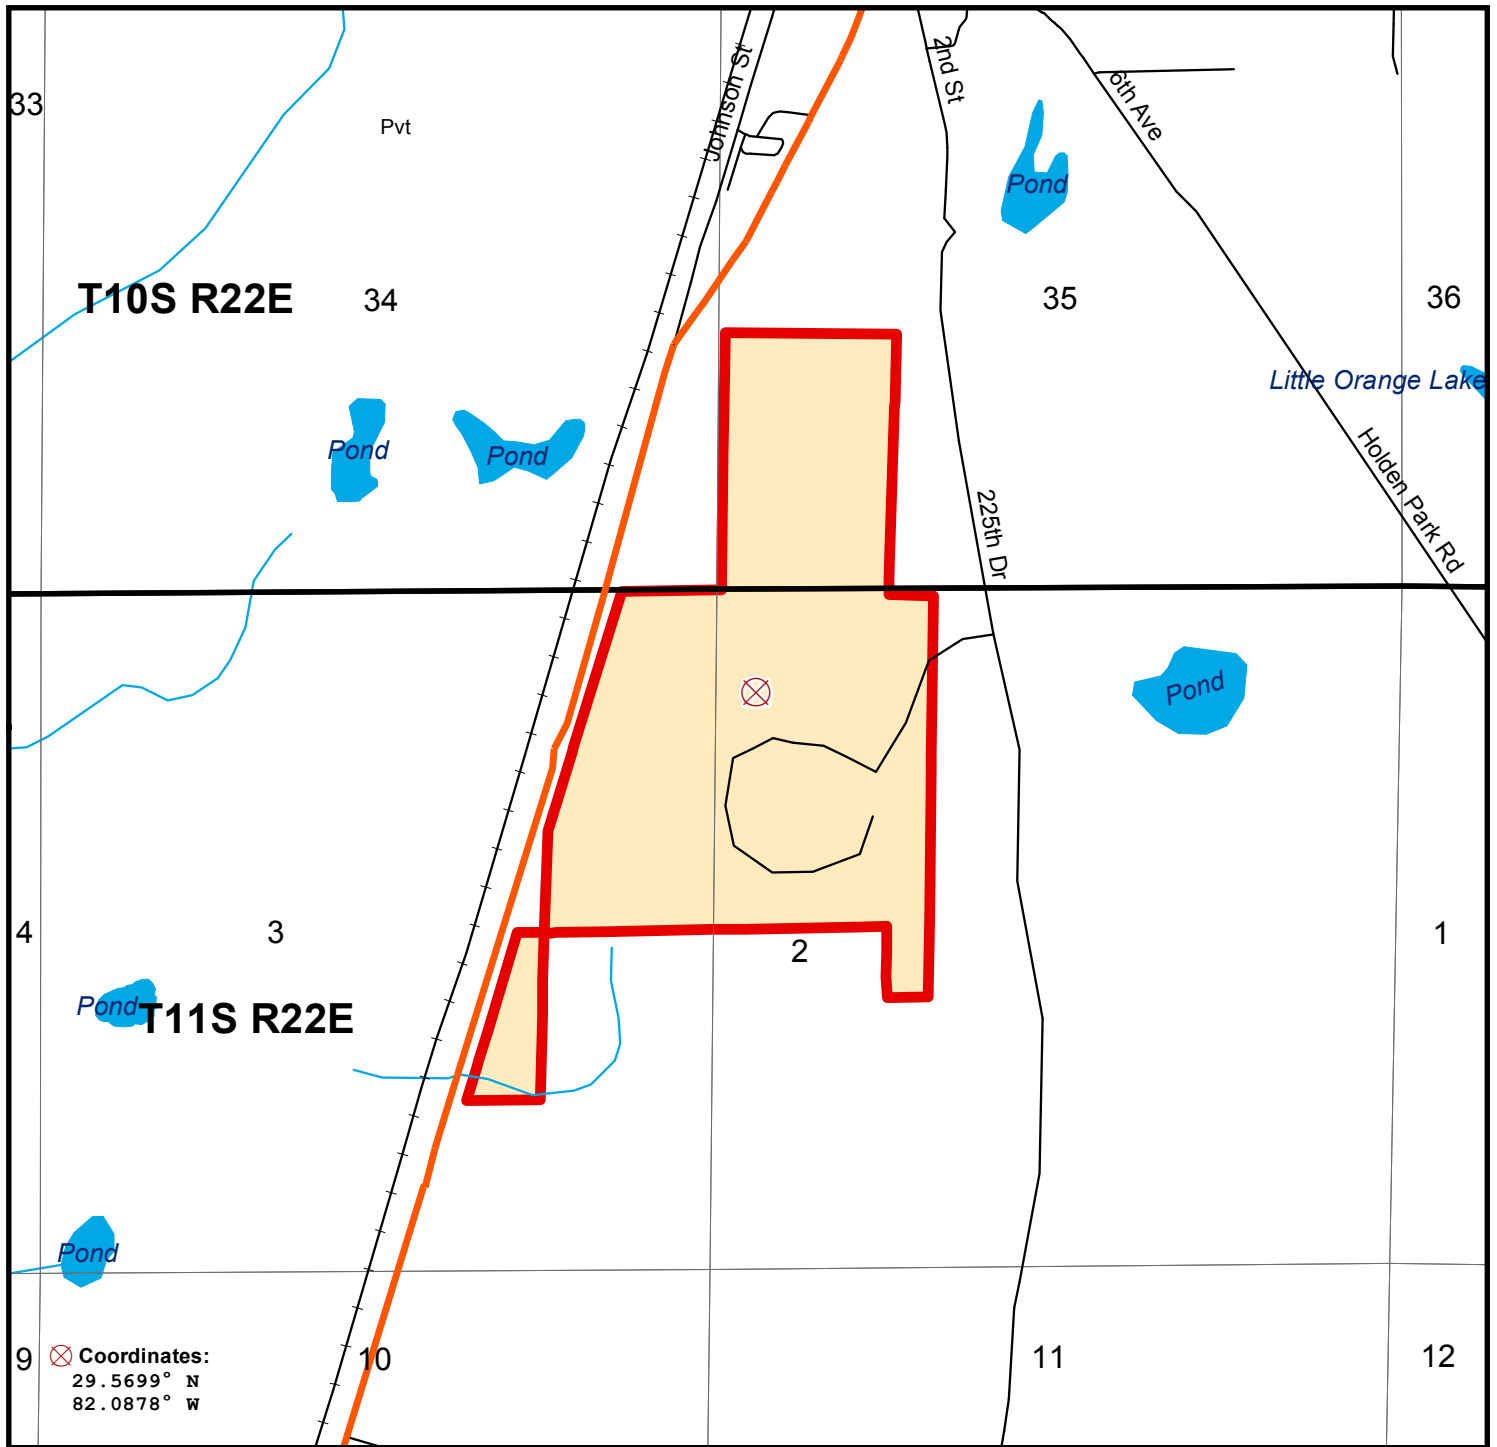 Johnson St
2nd St
6th Ave
33
Pvt
Pond
T10S R22E
34
35
36
Little Orange Lake
Pond
Pond
Holden Park Rd
225th Dr
Pond
4
3
2
1
Pond
T11S R22E
Pond
9
Coordinates:
29.5699° N
82.0878° W
10
11
12